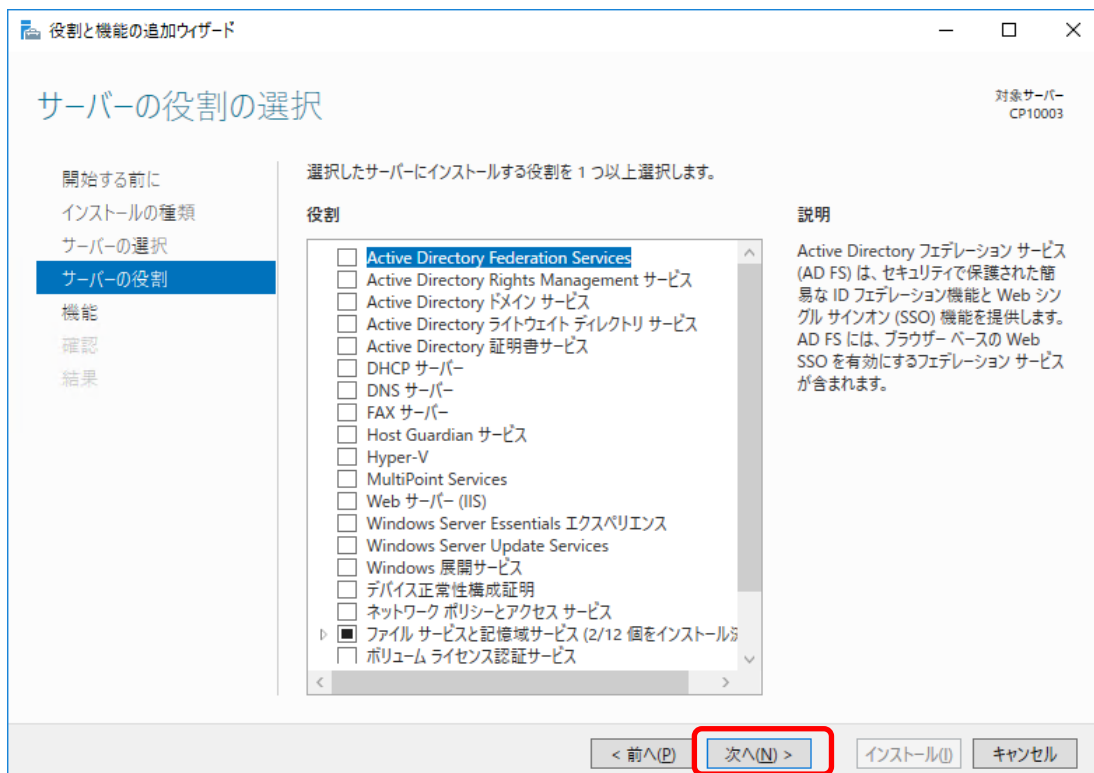 役割と機能の追加ウィザード
サーバーの役割の選択
対象サーバー
CP10003
開始する前に
インストールの種類
サーバーの選択
サーバーの役割
機能
確認
結果
選択したサーバーにインストールする役割を 1 つ以上選択します。
役割
Active Directory Federation Services
Active Directory Rights Management サービス
Active Directory ドメイン サービス
Active Directory ライトウェイト ディレクトリ サービス
Active Directory 証明書サービス
DHCP サーバー
DNS サーバー
FAX サーバー
Host Guardian サービス
Hyper-V
MultiPoint Services
Web サーバー (IIS)
Windows Server Essentials エクスペリエンス
Windows Server Update Services
Windows 展開サービス
デバイス正常性構成証明
ネットワーク ポリシーとアクセス サービス
ファイル サービスと記憶域サービス (2/12 個をインストール済
ボリューム ライセンス認証サービス
説明
Active Directory フェデレーション サービス
(AD FS) は、セキュリティで保護された簡
易な ID フェデレーション機能と Web シン
グル サインオン (SSO) 機能を提供します。
AD FS には、ブラウザー ベースの Web
SSO を有効にするフェデレーション サービス
が含まれます。
< 前へ(P)
次へ(N) >
インストール(I)
キャンセル